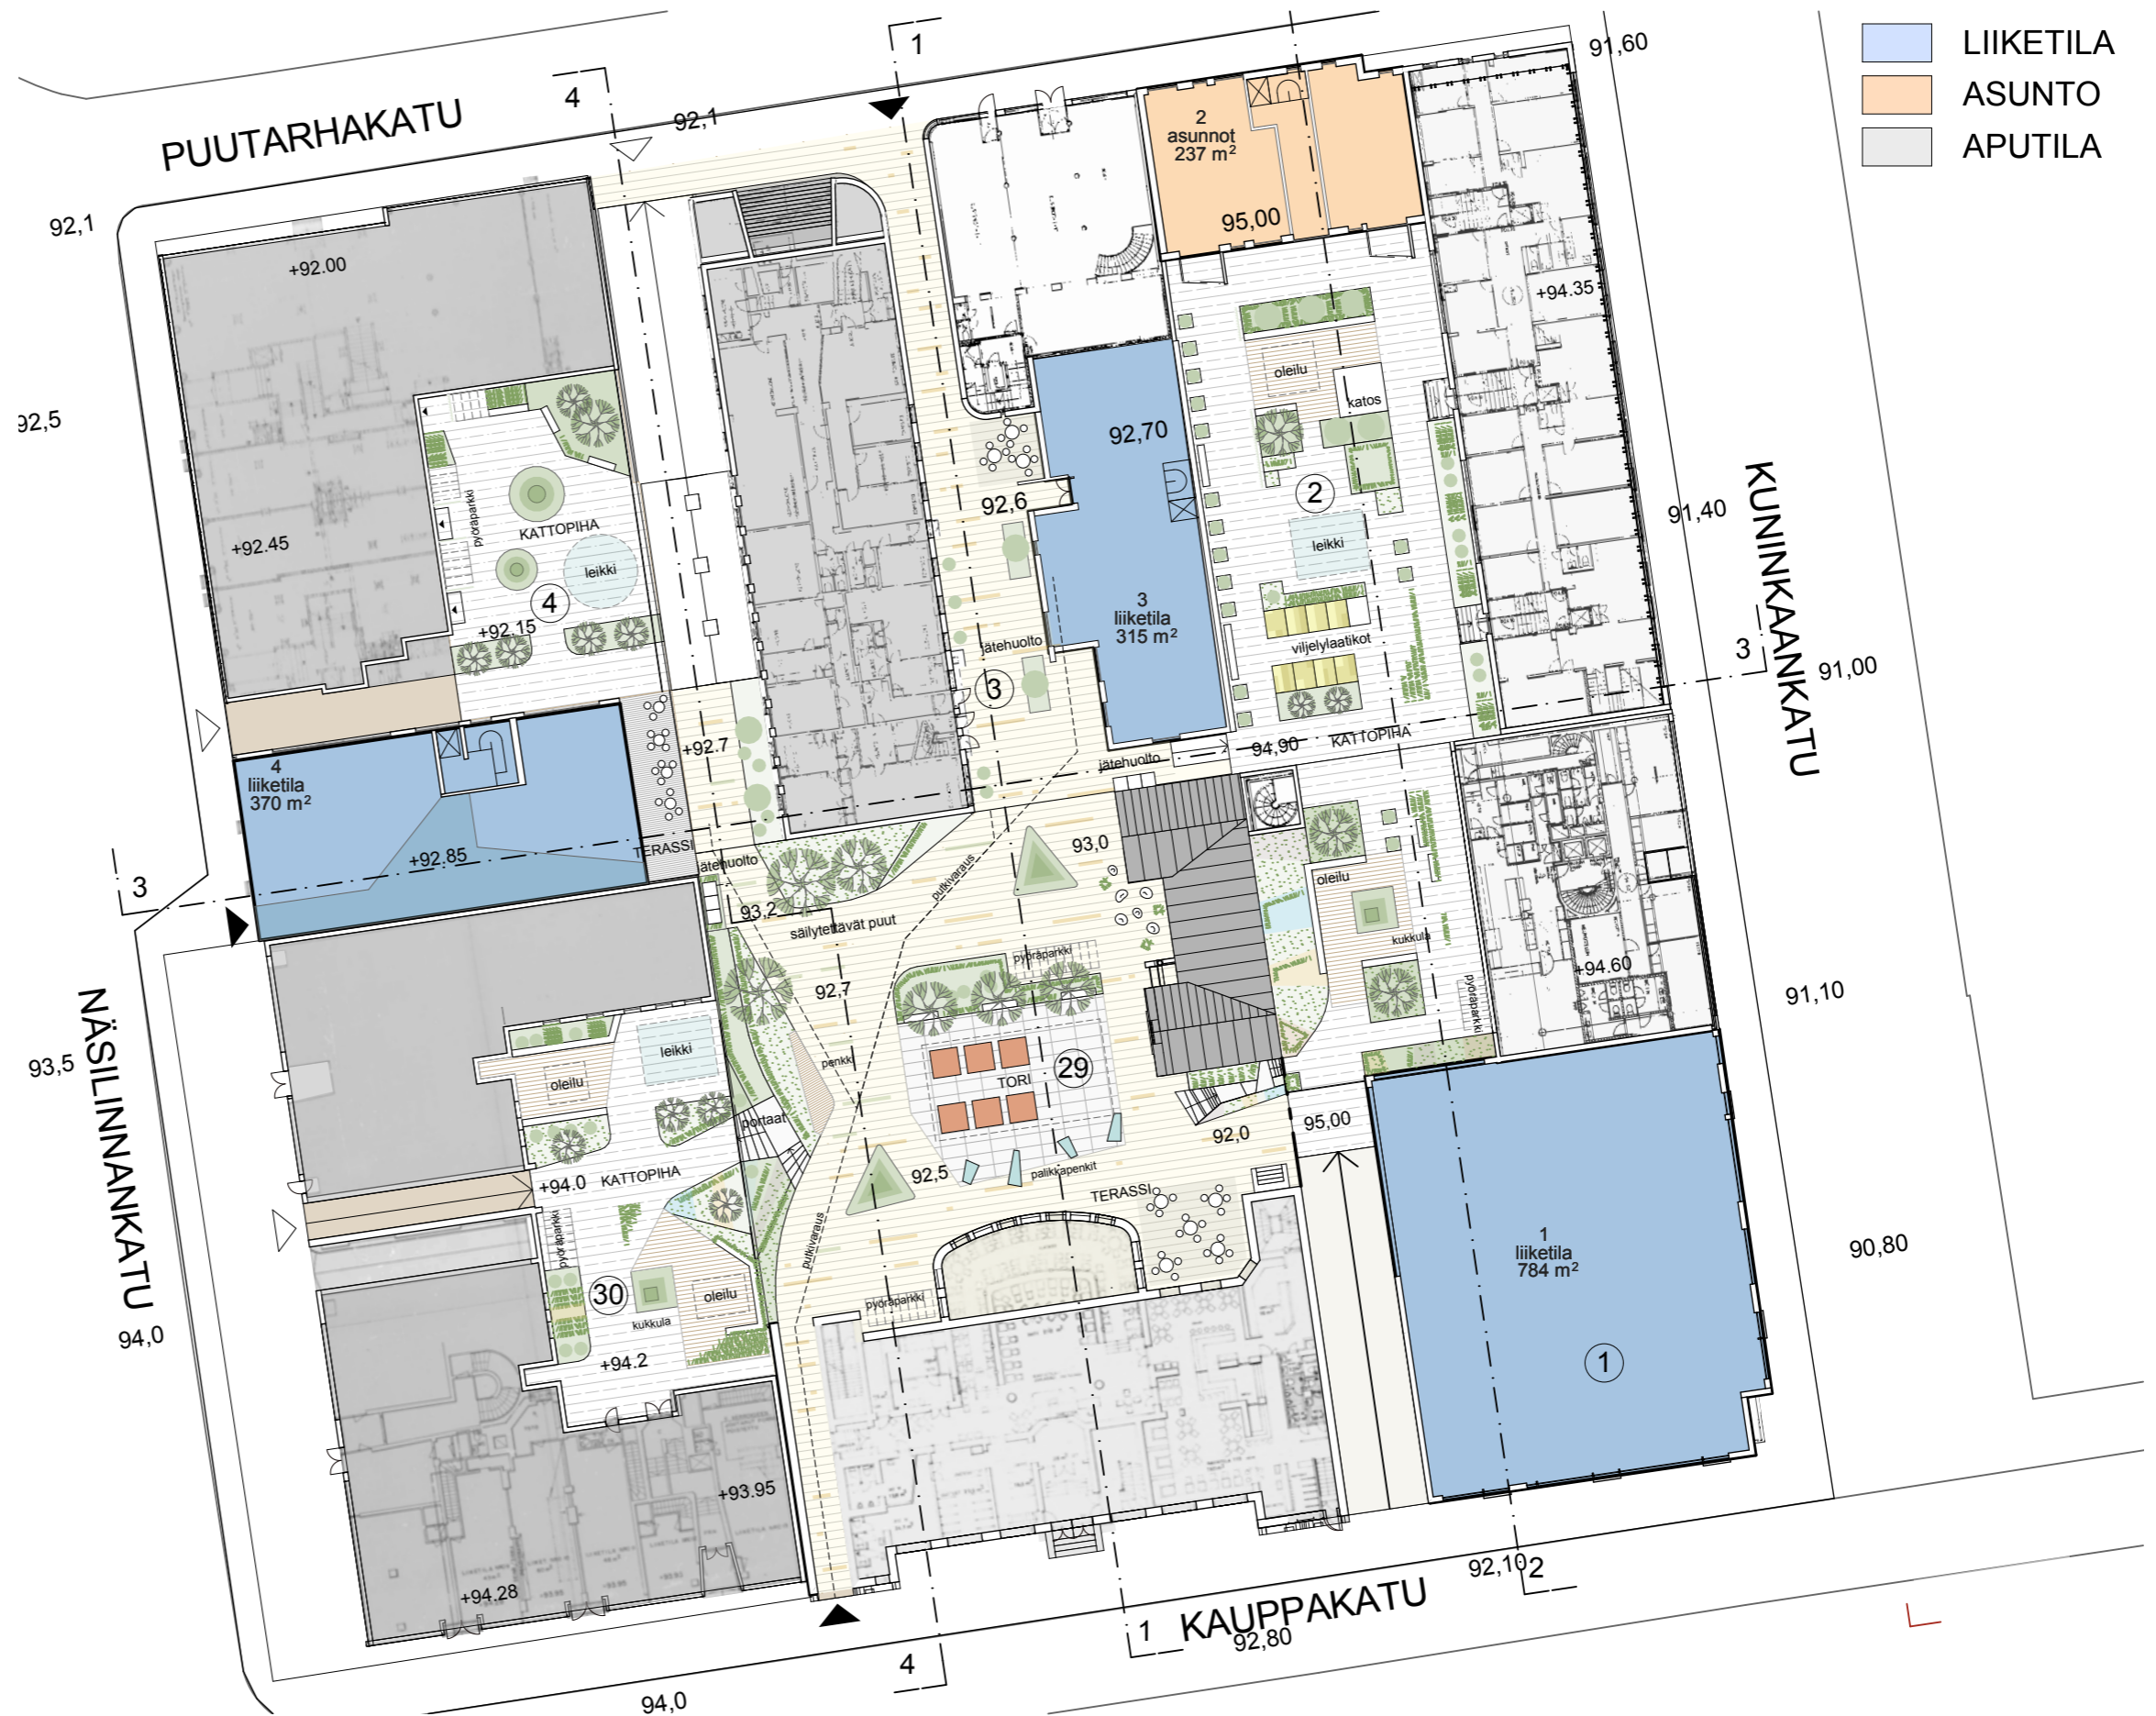 LIIKETILA
ASUNTO
APUTILA
PUUTARHAKATU
4
92,1
1
91,60
92,1
2
asunnot
237 m²
95,00
+92.00
+94.35
92,5
oleilu
katos
92,70
92,6
2
pyöräparkki
KATTOPIHA
leikki
4
+92.15
+92.45
91,40
KUNINKAANKATU
leikki
3
liiketila
315 m²
jätehuolto
3
viljelylaatikot
3
91,00
94,90
KATTOPIHA
jätehuolto
+92.7
4
liiketila
370 m²
+92.85
TERASSI
jätehuolto
3
93,0
putkivaraus
93,2
säilytettävät puut
oleilu
kukkula
pyöräparkki
+94.60
91,10
pyöräparkki
92,7
penkki
TORI
29
NÄSILINNANKATU
93,5
leikki
oleilu
portaat
92,0
95,00
92,5
palikkapenkit
TERASSI
+94.0
KATTOPIHA
pyöräparkki
putkivaraus
30
oleilu
kukkula
+94.2
pyöräparkki
1
liiketila
784 m²
1
90,80
94,0
+93.95
+94.28
92,10
2
1
KAUPPAKATU
92,80
4
94,0